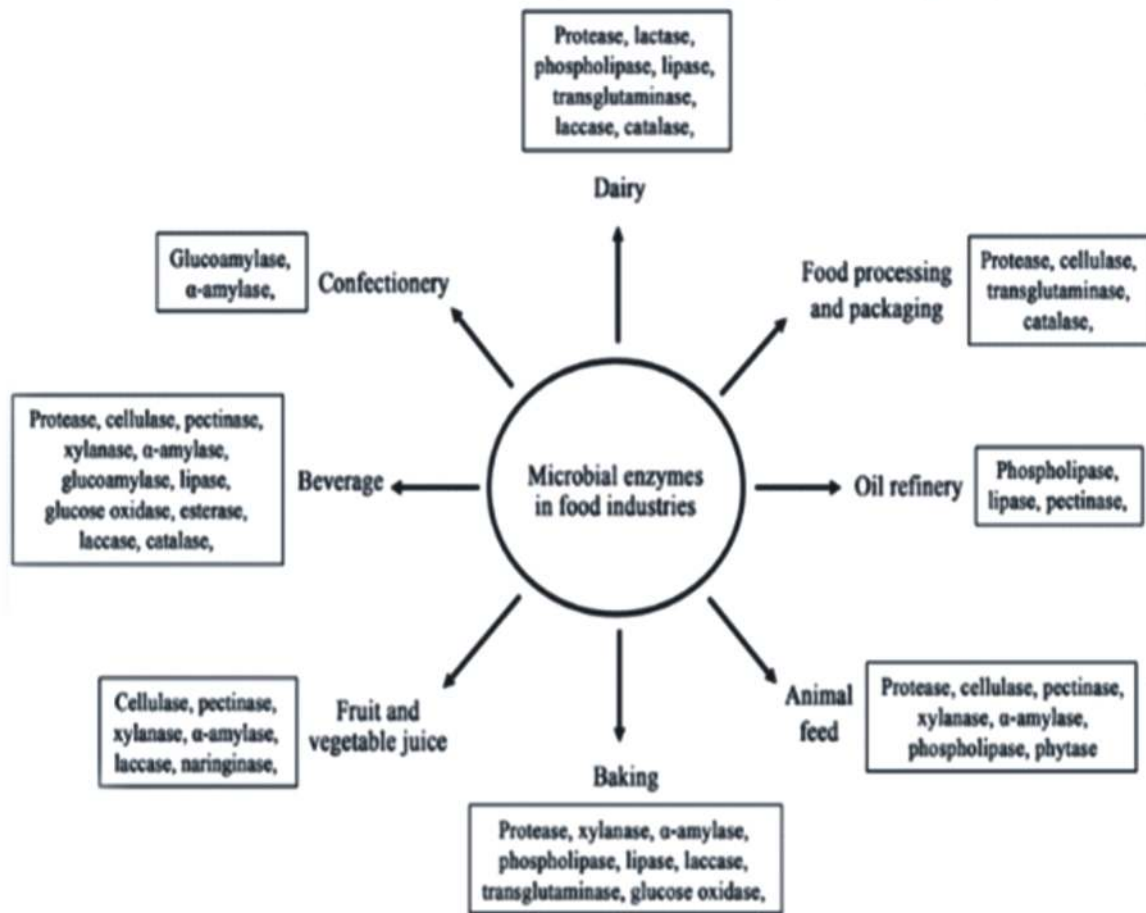 Protease, lactase,
phospholipase, lipase,
transglutaminase,
laccase, catalase,
Dairy
Glucoamylase,
α-amylase,
Confectionery
Food processing
and packaging
Protease, cellulase,
transglutaminase,
catalase,
Protease, cellulase, pectinase,
xylanase, α-amylase,
glucoamylase, lipase,
glucose oxidase, esterase,
laccase, catalase,
Beverage
Microbial enzymes
in food industries
Oil refinery
Phospholipase,
lipase, pectinase,
Cellulase, pectinase,
xylanase, α-amylase,
laccase, naringinase,
Fruit and
vegetable juice
Animal
feed
Protease, cellulase, pectinase,
xylanase, α-amylase,
phospholipase, phytase
Baking
Protease, xylanase, α-amylase,
phospholipase, lipase, laccase,
transglutaminase, glucose oxidase,